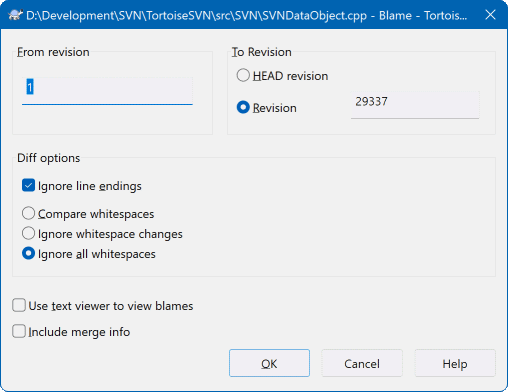 D:\Development\SVN\TortoiseSVN\src\SVN\SVNDataObject.cpp - Blame - Tortois...
From revision
1
To Revision
HEAD revision
Revision
29337
Diff options
Ignore line endings
Compare whitespaces
Ignore whitespace changes
Ignore all whitespaces
Use text viewer to view blames
Include merge info
OK
Cancel
Help